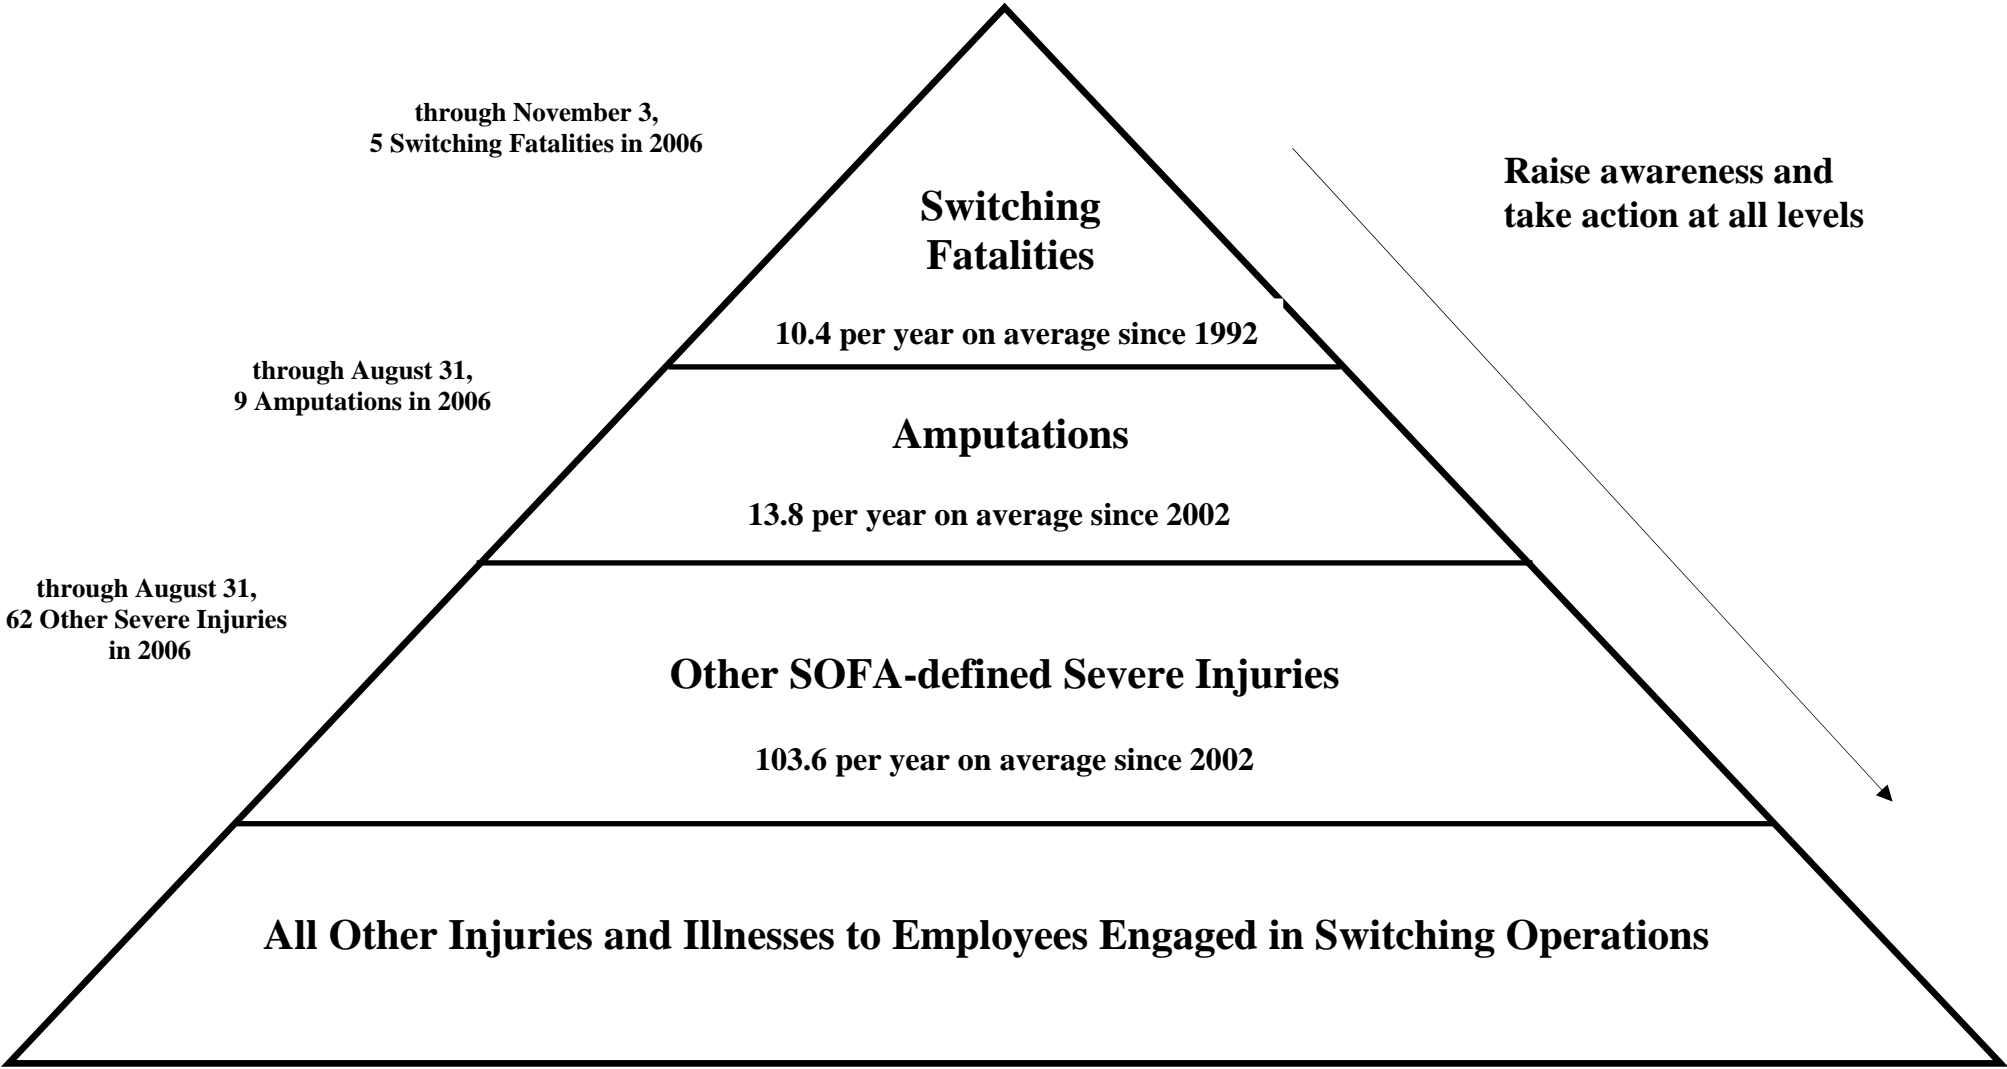 through November 3,
5 Switching Fatalities in 2006
Raise awareness and
take action at all levels
Switching
Fatalities
10.4 per year on average since 1992
through August 31,
9 Amputations in 2006
Amputations
13.8 per year on average since 2002
through August 31,
62 Other Severe Injuries
in 2006
Other SOFA-defined Severe Injuries
103.6 per year on average since 2002
All Other Injuries and Illnesses to Employees Engaged in Switching Operations